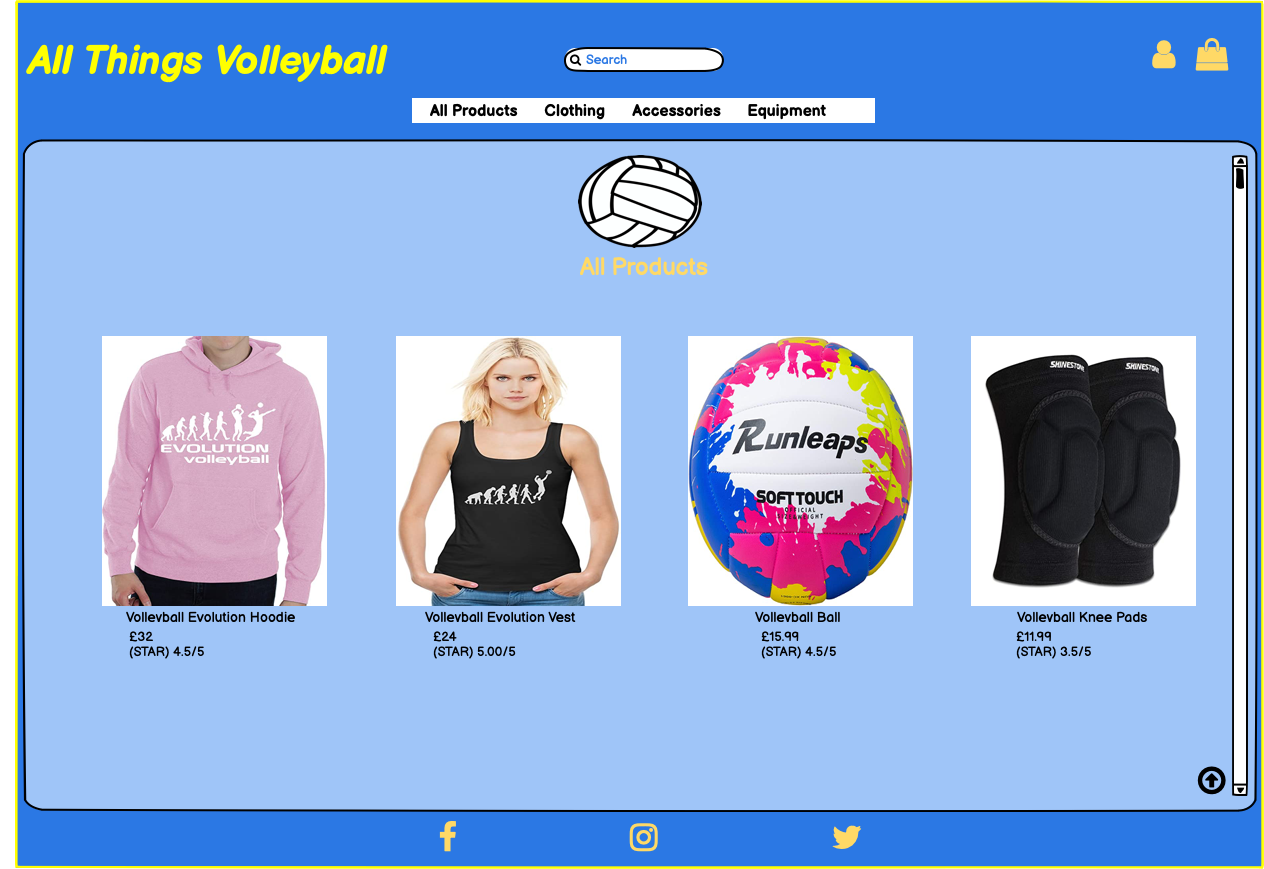 All Things Volleyball
Search
All Products Clothing Accessories Equipment
All Products
EVOLUTION
volleyball
Runleaps
SOFT TOUCH
OFFICIAL
SHINESTONE
SHINESTONE
Volleyball Evolution Hoodie
£32
(STAR) 4.5/5
Volleyball Evolution Vest
£24
(STAR) 5.00/5
Volleyball Ball
£15.99
(STAR) 4.5/5
Volleyball Knee Pads
£11.99
(STAR) 3.5/5